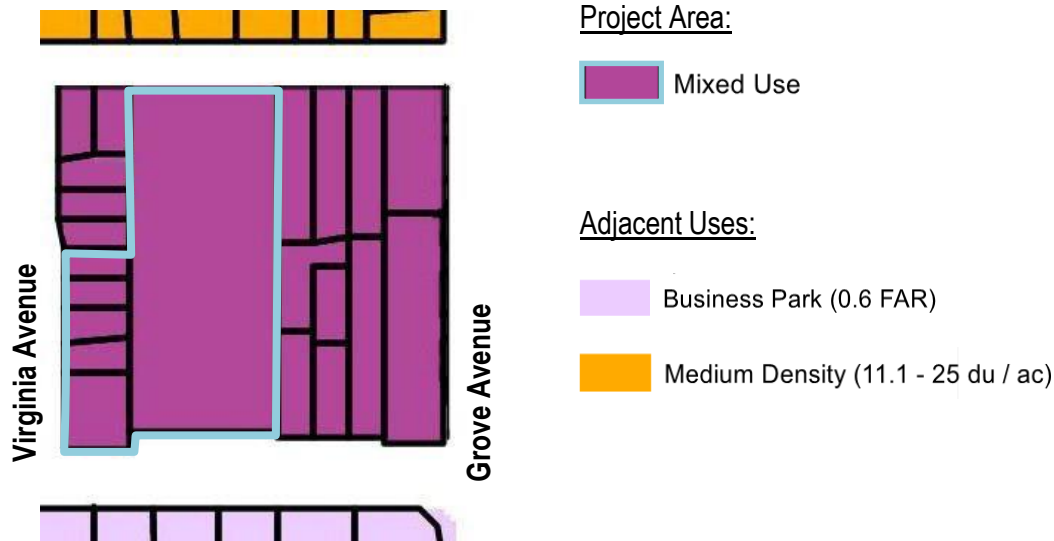 Project Area:
Mixed Use
Adjacent Uses:
Business Park (0.6 FAR)
Medium Density (11.1 - 25 du / ac)
Virginia Avenue
Grove Avenue